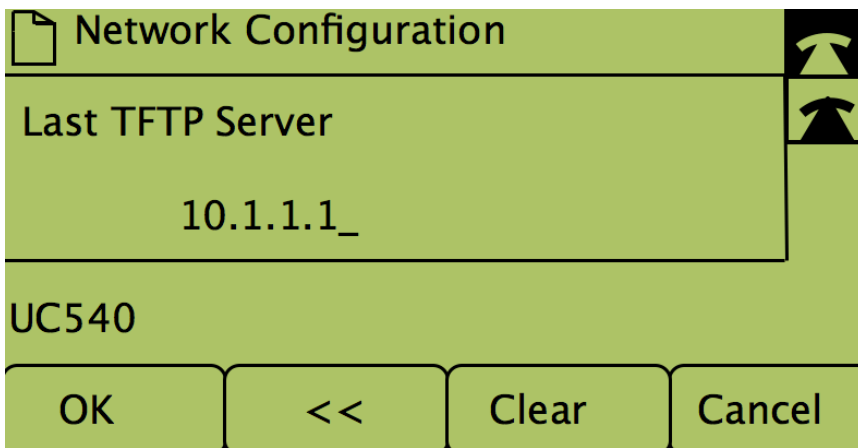 Network Configuration
Last TFTP Server
10.1.1.1_
UC540
OK << Clear Cancel